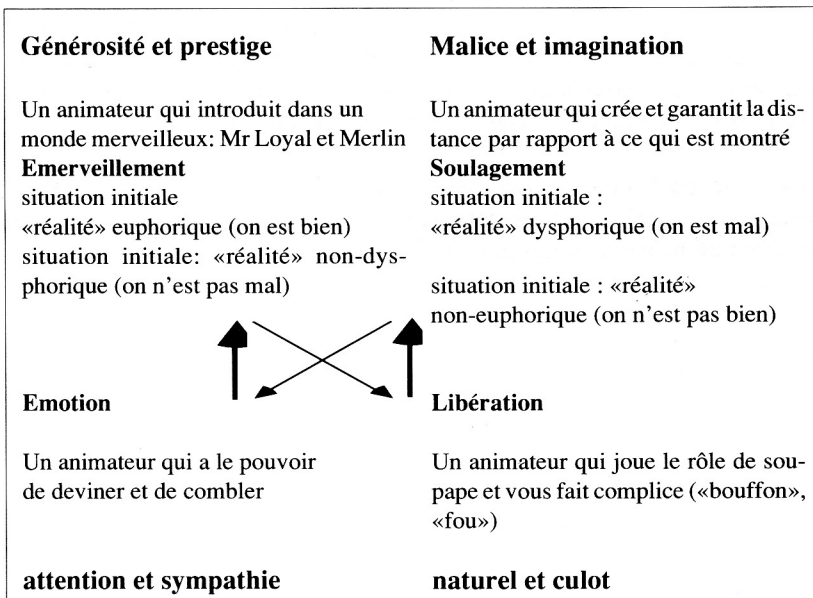 Générosité et prestige
Un animateur qui introduit dans un
monde merveilleux: Mr Loyal et Merlin
Emerveillement
situation initiale
«réalité» euphorique (on est bien)
situation initiale: «réalité» non-dys-
phorique (on n'est pas mal)
Malice et imagination
Un animateur qui crée et garantit la dis-
tance par rapport à ce qui est montré
Soulagement
situation initiale :
«réalité» dysphorique (on est mal)
situation initiale : «réalité»
non-euphorique (on n'est pas bien)
Emotion
Un animateur qui a le pouvoir
de deviner et de combler
attention et sympathie
Libération
Un animateur qui joue le rôle de sou-
pape et vous fait complice («bouffon»,
«fou»)
naturel et culot